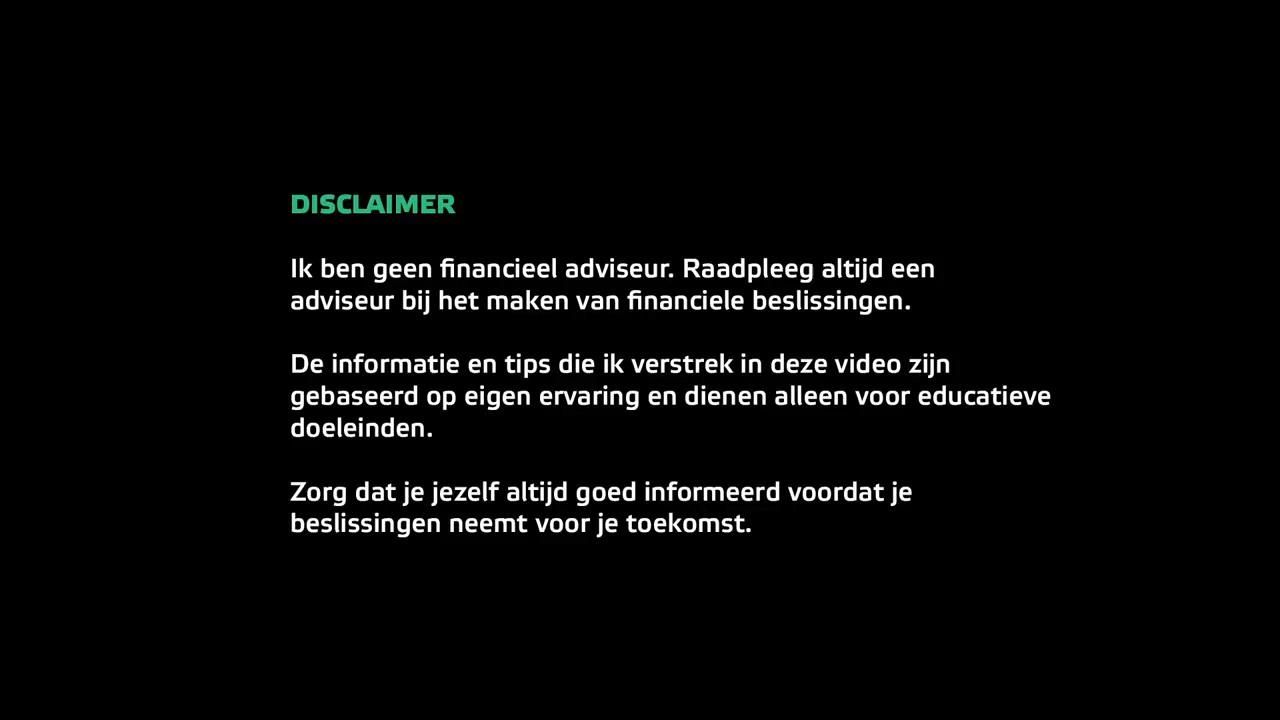 DISCLAIMER
Ik ben geen financieel adviseur. Raadpleeg altijd een
adviseur bij het maken van financiele beslissingen.
De informatie en tips die ik verstrek in deze video zijn
gebaseerd op eigen ervaring en dienen alleen voor educatieve
doeleinden.
Zorg dat je jezelf altijd goed informeerd voordat je
beslissingen neemt voor je toekomst.